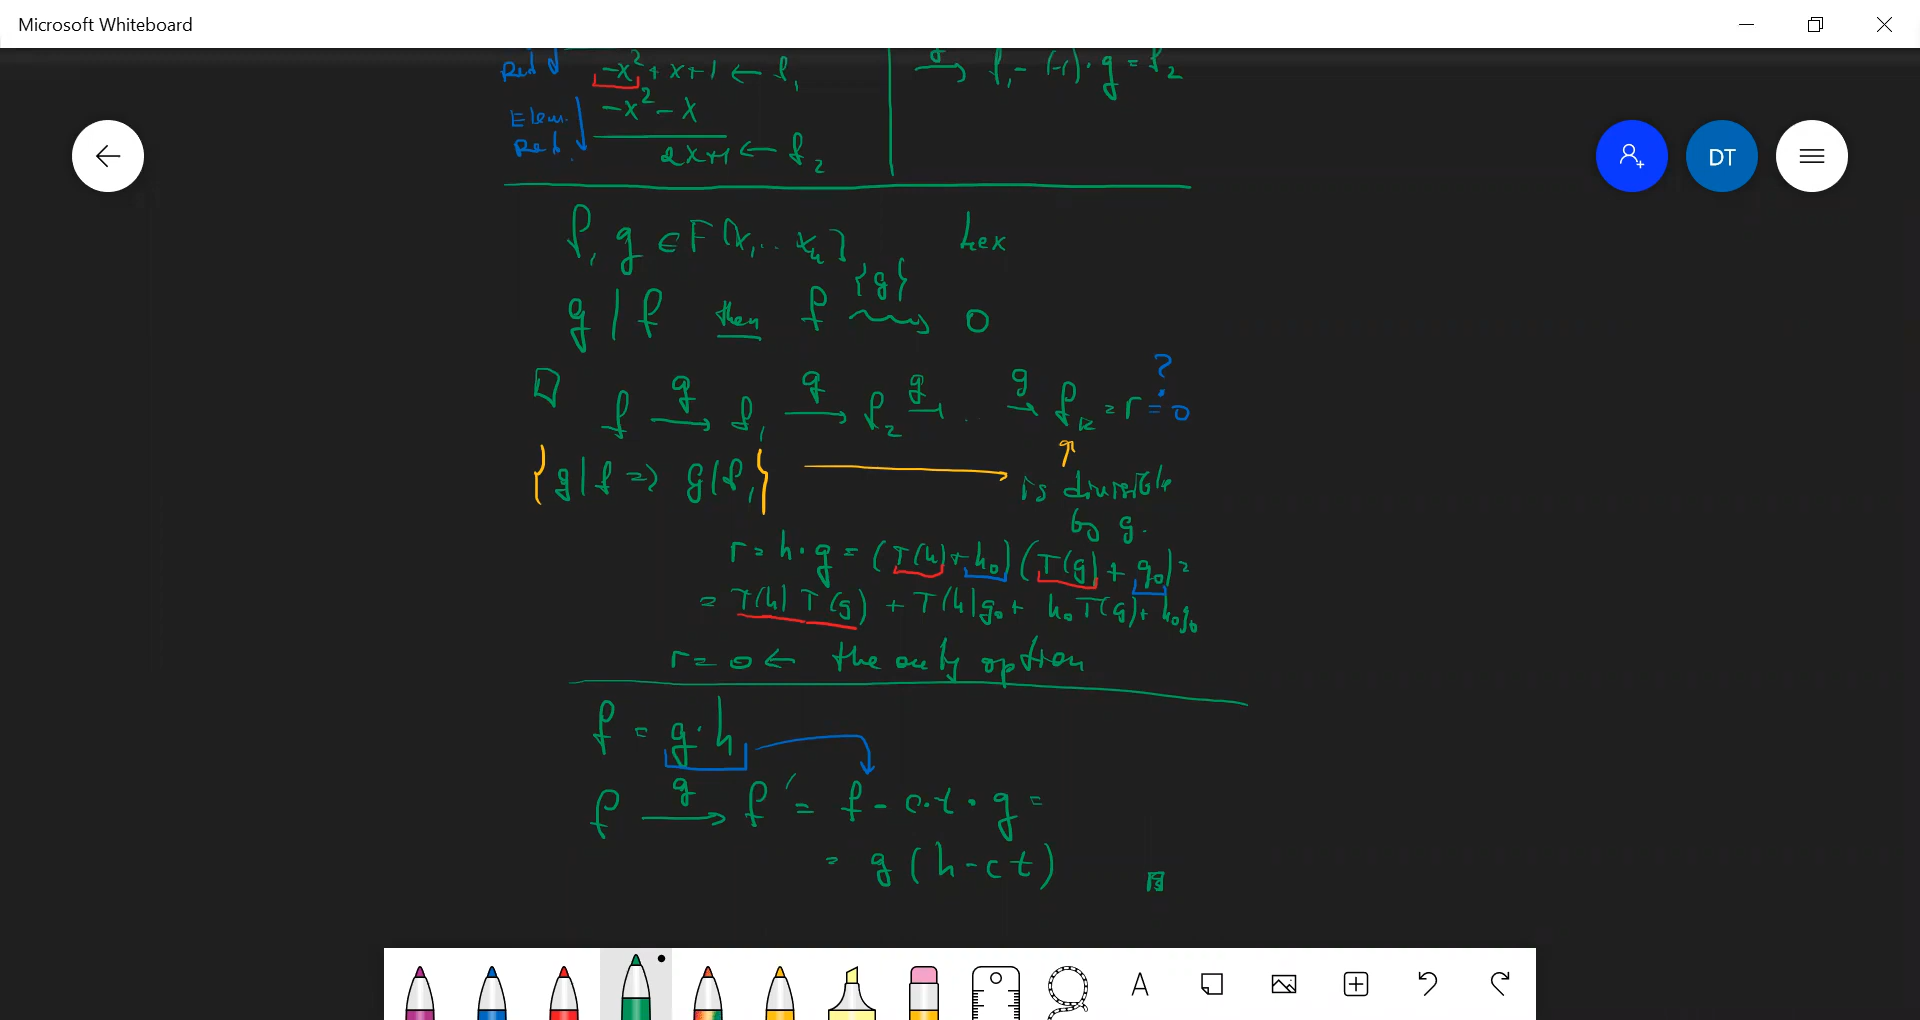 Microsoft Whiteboard
Red -x² + x+1 ← f₁
g→ f₁ - (-1)·g = f₂
Elem. -x² - x
Red. 2x+1 ← f₂
DT
f, g ∈ F[x₁...xₙ] Lex
g | f then f {g}⇝ 0
□ f g→ f₁ g→ f₂ g→ ... g→ fₖ = r ?= 0
{g|f => g|f₁} → is divisible
by g.
r = h·g = (T(h)+h₀)(T(g)+g₀) =
= T(h)T(g) + T(h)g₀ + h₀T(g) + h₀g₀
r = 0 ← the only option
f = g·h
f g→ f' = f - c·t·g =
= g(h-ct)
A